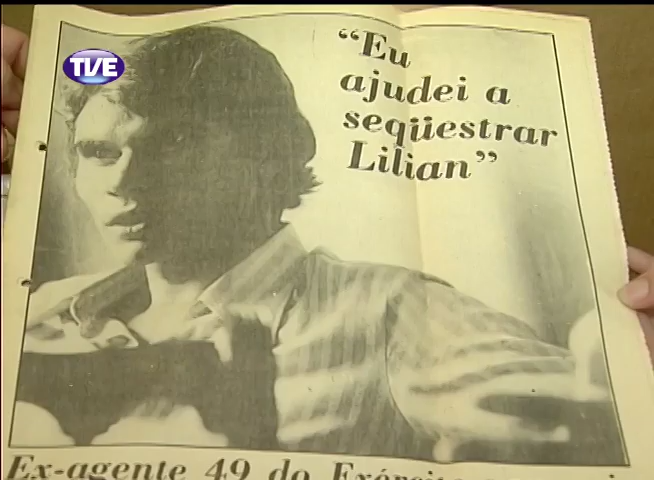 TVE
“Eu
ajudei a
seqüestrar
Lilian”
Ex-agente 49 do Exército